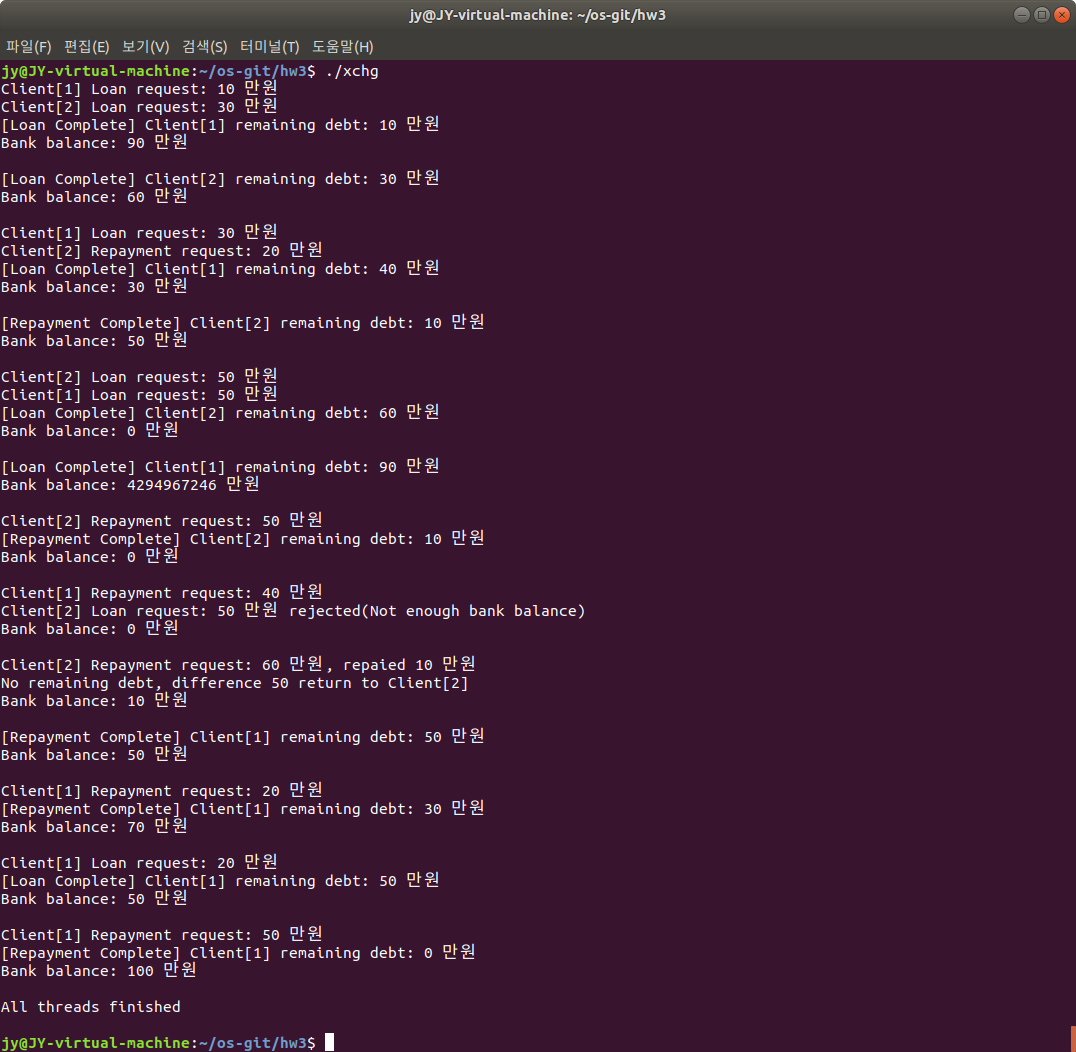 jy@JY-virtual-machine: ~/os-git/hw3
파일(F) 편집(E) 보기(V) 검색(S) 터미널(T) 도움말(H)
jy@JY-virtual-machine:~/os-git/hw3$ ./xchg
Client[1] Loan request: 10 만원
Client[2] Loan request: 30 만원
[Loan Complete] Client[1] remaining debt: 10 만원
Bank balance: 90 만원

[Loan Complete] Client[2] remaining debt: 30 만원
Bank balance: 60 만원

Client[1] Loan request: 30 만원
Client[2] Repayment request: 20 만원
[Loan Complete] Client[1] remaining debt: 40 만원
Bank balance: 30 만원

[Repayment Complete] Client[2] remaining debt: 10 만원
Bank balance: 50 만원

Client[2] Loan request: 50 만원
Client[1] Loan request: 50 만원
[Loan Complete] Client[2] remaining debt: 60 만원
Bank balance: 0 만원

[Loan Complete] Client[1] remaining debt: 90 만원
Bank balance: 4294967246 만원

Client[2] Repayment request: 50 만원
[Repayment Complete] Client[2] remaining debt: 10 만원
Bank balance: 0 만원

Client[1] Repayment request: 40 만원
Client[2] Loan request: 50 만원 rejected(Not enough bank balance)
Bank balance: 0 만원

Client[2] Repayment request: 60 만원, repaied 10 만원
No remaining debt, difference 50 return to Client[2]
Bank balance: 10 만원

[Repayment Complete] Client[1] remaining debt: 50 만원
Bank balance: 50 만원

Client[1] Repayment request: 20 만원
[Repayment Complete] Client[1] remaining debt: 30 만원
Bank balance: 70 만원

Client[1] Loan request: 20 만원
[Loan Complete] Client[1] remaining debt: 50 만원
Bank balance: 50 만원

Client[1] Repayment request: 50 만원
[Repayment Complete] Client[1] remaining debt: 0 만원
Bank balance: 100 만원

All threads finished

jy@JY-virtual-machine:~/os-git/hw3$